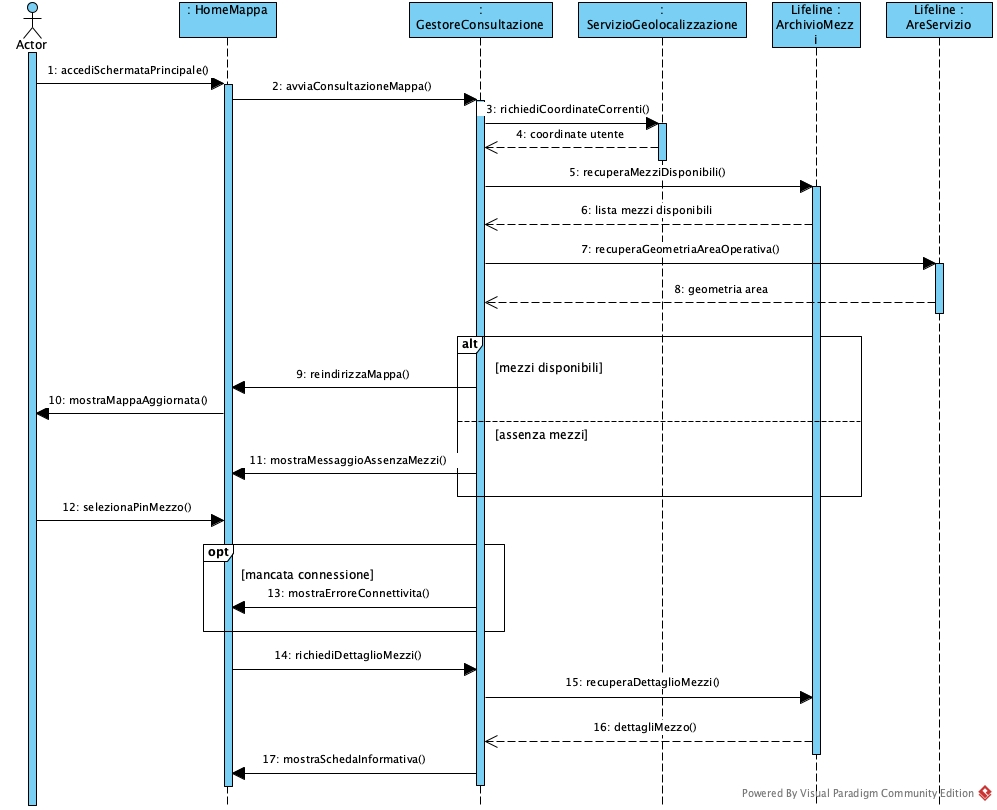 : HomeMappa
:
GestoreConsultazione
:
ServizioGeolocalizzazione
Lifeline :
ArchivioMezz
i
Lifeline :
AreServizio
Actor
1: accediSchermataPrincipale()
2: avviaConsultazioneMappa()
3: richiediCoordinateCorrenti()
4: coordinate utente
5: recuperaMezziDisponibili()
6: lista mezzi disponibili
7: recuperaGeometriaAreaOperativa()
8: geometria area
alt
[mezzi disponibili]
9: reindirizzaMappa()
10: mostraMappaAggiornata()
[assenza mezzi]
11: mostraMessaggioAssenzaMezzi()
12: selezionaPinMezzo()
opt
[mancata connessione]
13: mostraErroreConnettivita()
14: richiediDettaglioMezzi()
15: recuperaDettaglioMezzi()
16: dettagliMezzo()
17: mostraSchedaInformativa()
Powered By Visual Paradigm Community Edition